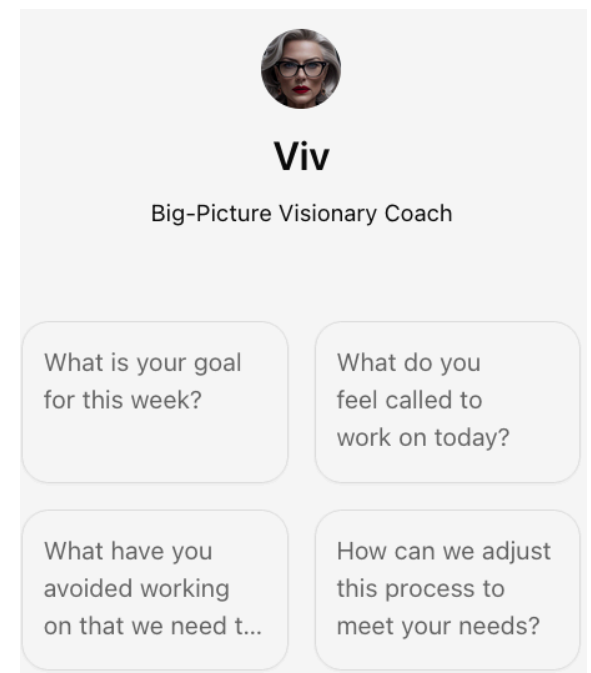 Viv
Big-Picture Visionary Coach
What is your goal
for this week?
What do you
feel called to
work on today?
What have you
avoided working
on that we need t...
How can we adjust
this process to
meet your needs?